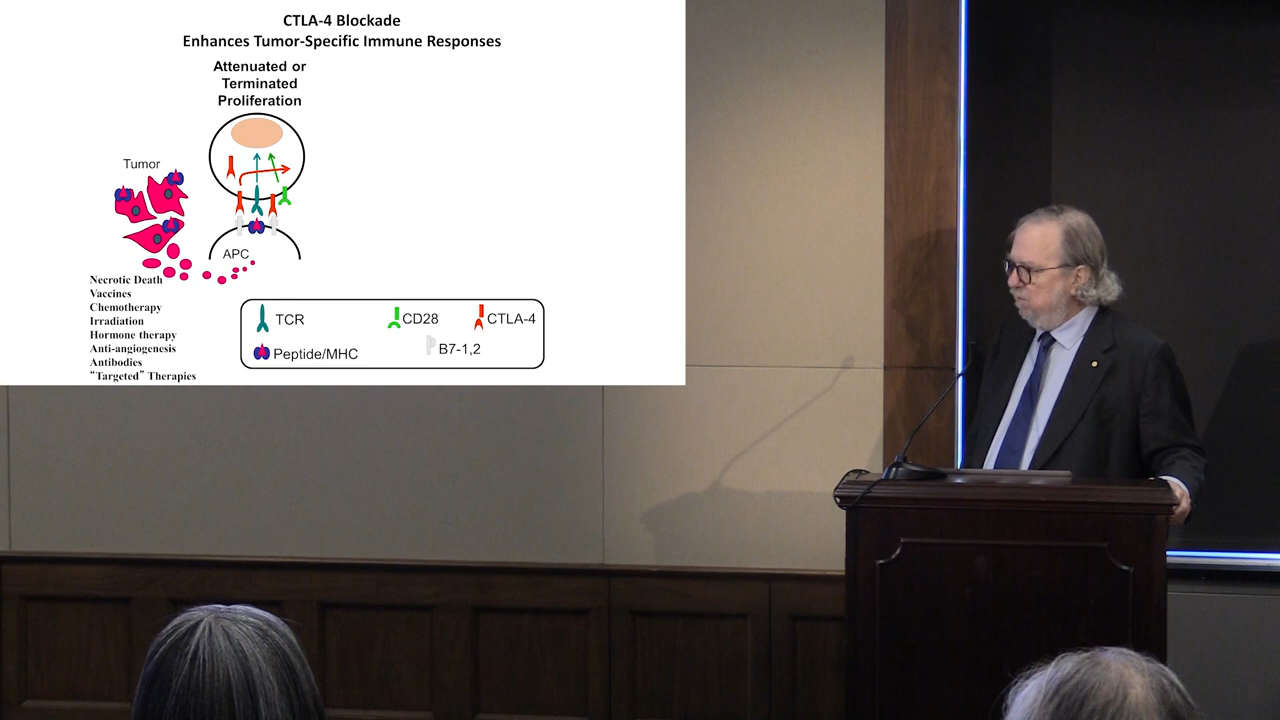 CTLA-4 Blockade
Enhances Tumor-Specific Immune Responses
Attenuated or
Terminated
Proliferation
Tumor
APC
Necrotic Death
Vaccines
Chemotherapy
Irradiation
Hormone therapy
Anti-angiogenesis
Antibodies
“Targeted” Therapies
TCR
CD28
CTLA-4
Peptide/MHC
B7-1,2